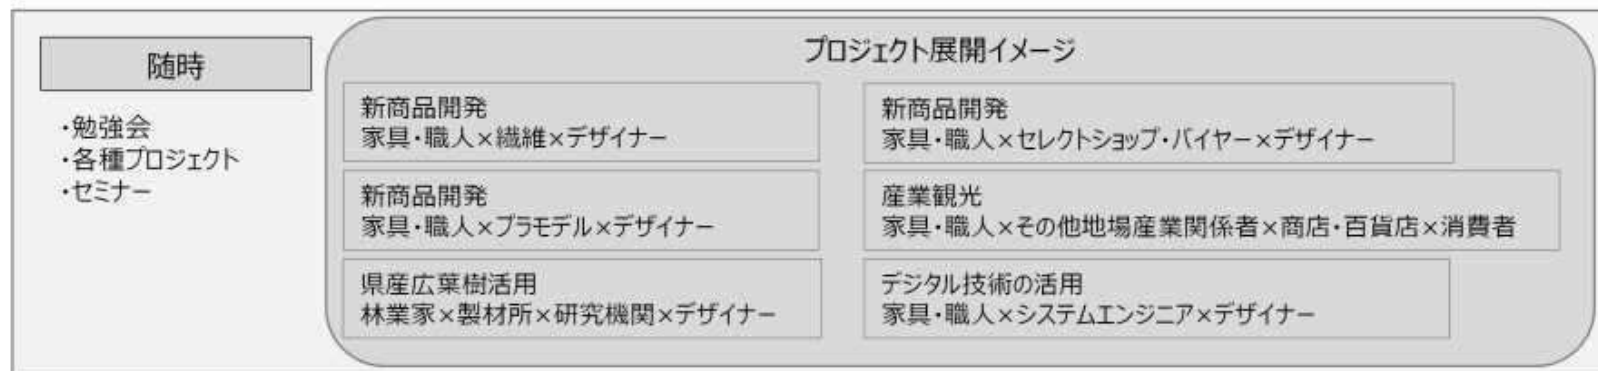 随時
・勉強会
・各種プロジェクト
・セミナー
プロジェクト展開イメージ
新商品開発
家具・職人×繊維×デザイナー
新商品開発
家具・職人×セレクトショップ・バイヤー×デザイナー
新商品開発
家具・職人×プラモデル×デザイナー
産業観光
家具・職人×その他地場産業関係者×商店・百貨店×消費者
県産広葉樹活用
林業家×製材所×研究機関×デザイナー
デジタル技術の活用
家具・職人×システムエンジニア×デザイナー